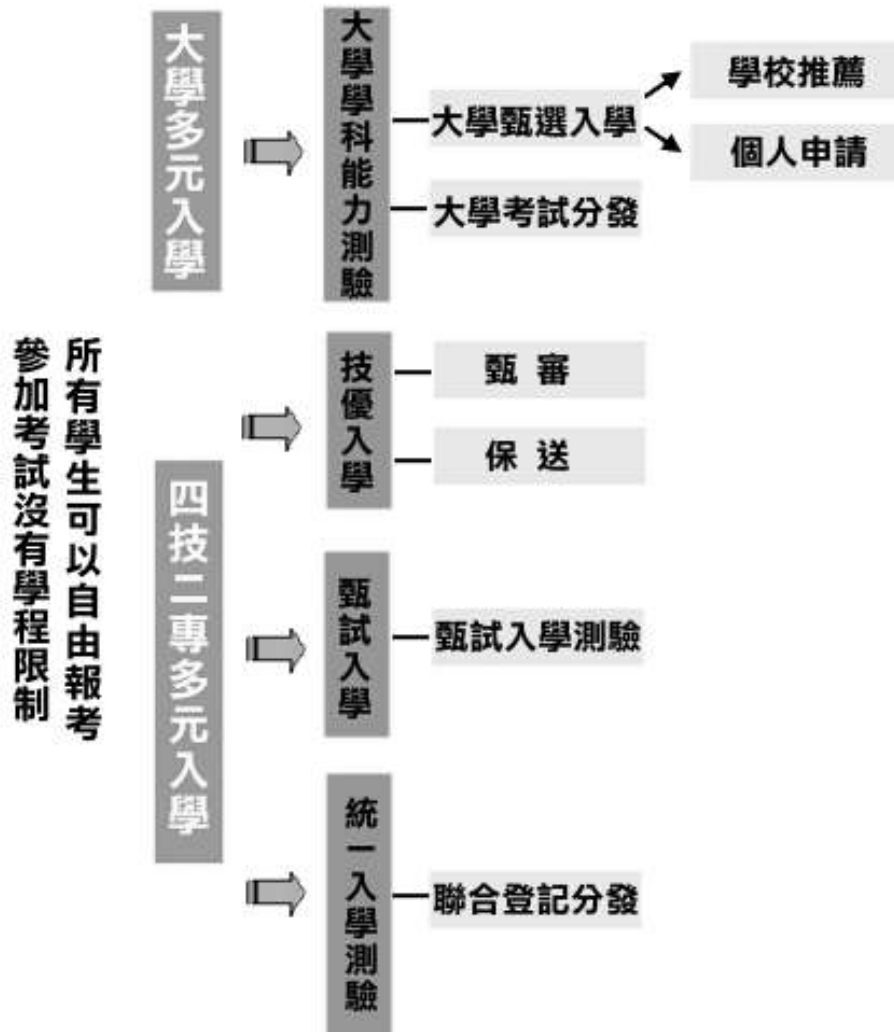 所有學生可以自由報考
參加考試沒有學程限制
大學多元入學
大學學科能力測驗
大學甄選入學
學校推薦
個人申請
大學考試分發
四技二專多元入學
技優入學
甄 審
保 送
甄試入學
甄試入學測驗
統一入學測驗
聯合登記分發